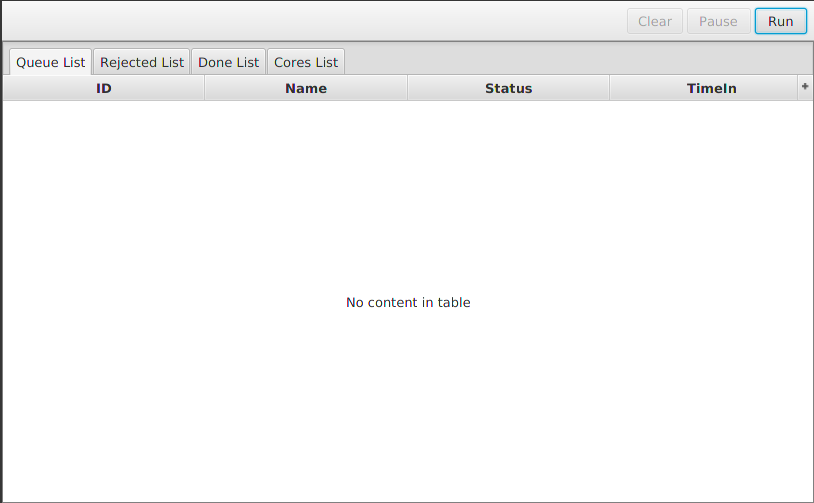 Clear Pause Run
Queue List Rejected List Done List Cores List
ID Name Status TimeIn +
No content in table